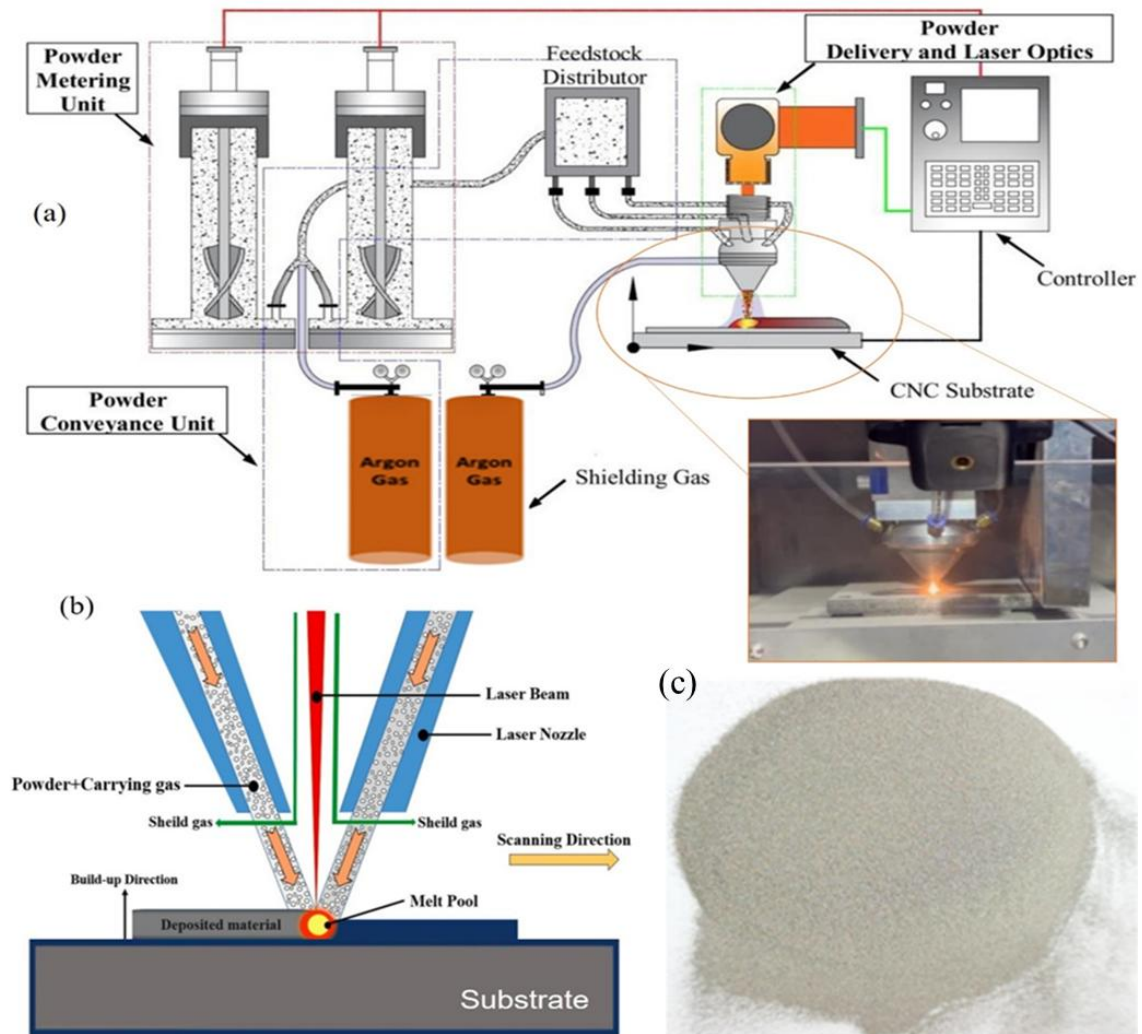 Powder
Metering
Unit
Feedstock
Distributor
Powder
Delivery and Laser Optics
(a)
Controller
CNC Substrate
Powder
Conveyance Unit
Argon
Gas
Argon
Gas
Shielding Gas
(b)
(c)
Laser Beam
Laser Nozzle
Powder+Carrying gas
Sheild gas
Sheild gas
Scanning Direction
Build-up Direction
Melt Pool
Deposited material
Substrate